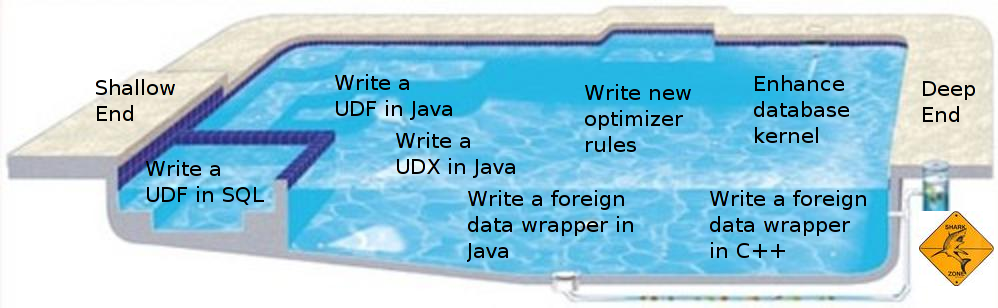 Shallow
End
Write a
UDF in SQL
Write a
UDF in Java
Write a
UDX in Java
Write a foreign
data wrapper in
Java
Write new
optimizer
rules
Enhance
database
kernel
Write a foreign
data wrapper
in C++
Deep
End
SHARK
ZONE